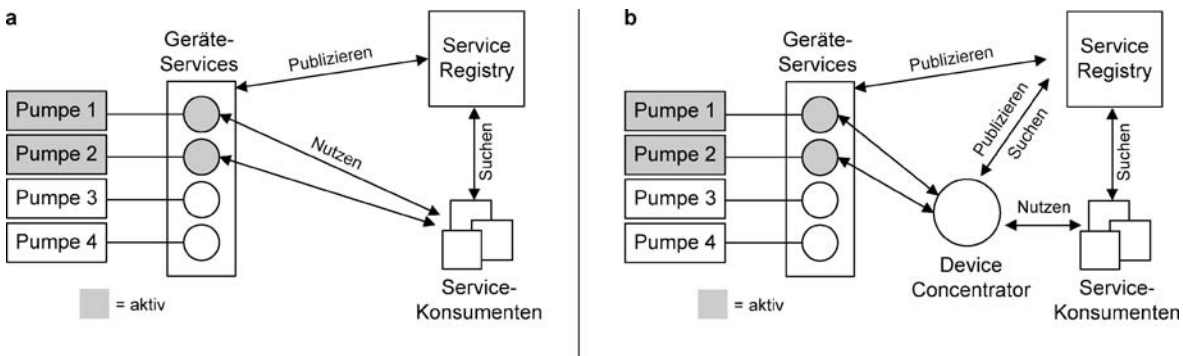 a
Geräte-
Services
Publizieren
Service
Registry
Pumpe 1
Pumpe 2
Pumpe 3
Pumpe 4
Nutzen
Suchen
Service-
Konsumenten
= aktiv
b
Geräte-
Services
Publizieren
Service
Registry
Pumpe 1
Pumpe 2
Pumpe 3
Pumpe 4
Publizieren
Suchen
Suchen
Nutzen
Device
Concentrator
Service-
Konsumenten
= aktiv